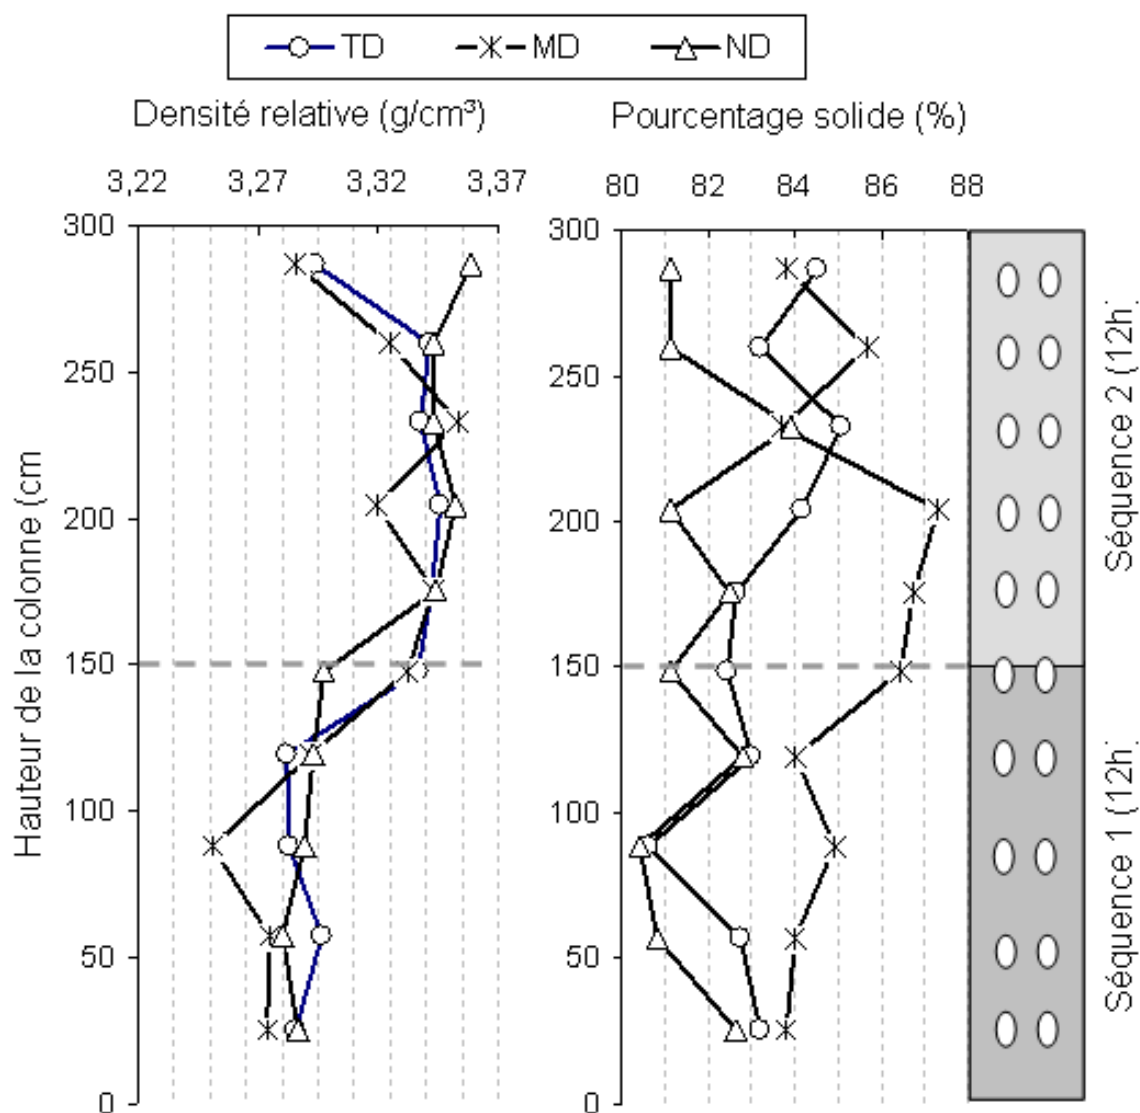 TD MD ND
Densité relative (g/cm³) Pourcentage solide (%)
3,22 3,27 3,32 3,37 80 82 84 86 88
300 300
250 250
200 200
150 150
100 100
50 50
0 0
Hauteur de la colonne (cm
Séquence 2 (12h.
Séquence 1 (12h.